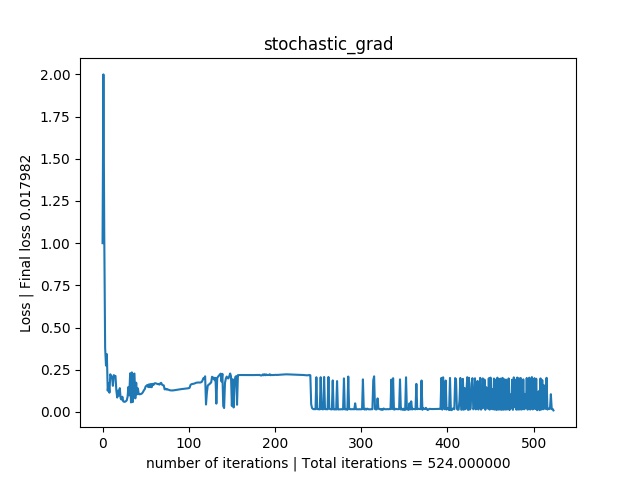 stochastic_grad
Loss | Final loss 0.017982
2.00
1.75
1.50
1.25
1.00
0.75
0.50
0.25
0.00
0 100 200 300 400 500
number of iterations | Total iterations = 524.000000